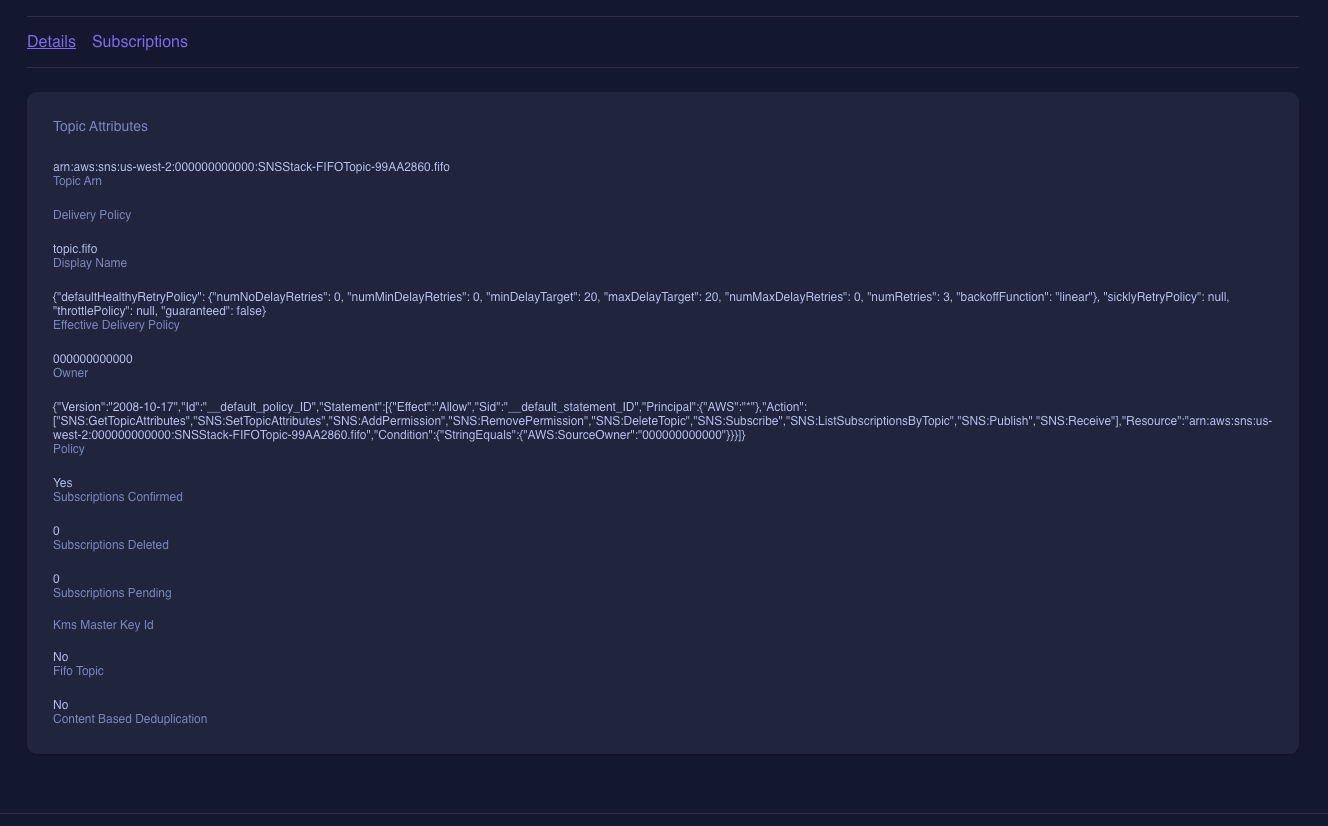 Details Subscriptions
Topic Attributes
arn:aws:sns:us-west-2:000000000000:SNSStack-FIFOTopic-99AA2860.fifo
Topic Arn
Delivery Policy
topic.fifo
Display Name
{"defaultHealthyRetryPolicy": {"numNoDelayRetries": 0, "numMinDelayRetries": 0, "minDelayTarget": 20, "maxDelayTarget": 20, "numMaxDelayRetries": 0, "numRetries": 3, "backoffFunction": "linear"}, "sicklyRetryPolicy": null,
"throttlePolicy": null, "guaranteed": false}
Effective Delivery Policy
000000000000
Owner
{"Version":"2008-10-17","Id":"__default_policy_ID","Statement":[{"Effect":"Allow","Sid":"__default_statement_ID","Principal":{"AWS":"*"},"Action":
["SNS:GetTopicAttributes","SNS:SetTopicAttributes","SNS:AddPermission","SNS:RemovePermission","SNS:DeleteTopic","SNS:Subscribe","SNS:ListSubscriptionsByTopic","SNS:Publish","SNS:Receive"],"Resource":"arn:aws:sns:us-
west-2:000000000000:SNSStack-FIFOTopic-99AA2860.fifo","Condition":{"StringEquals":{"AWS:SourceOwner":"000000000000"}}}]}
Policy
Yes
Subscriptions Confirmed
0
Subscriptions Deleted
0
Subscriptions Pending
Kms Master Key Id
No
Fifo Topic
No
Content Based Deduplication